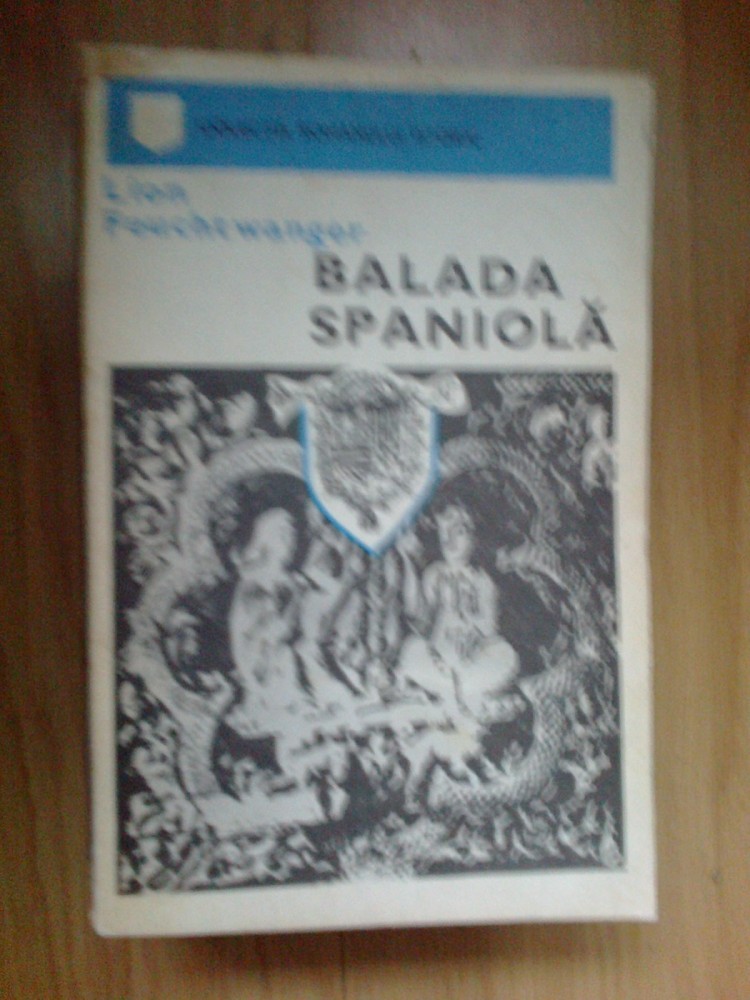 Lion
Feuchtwanger
BALADA
SPANIOLĂ